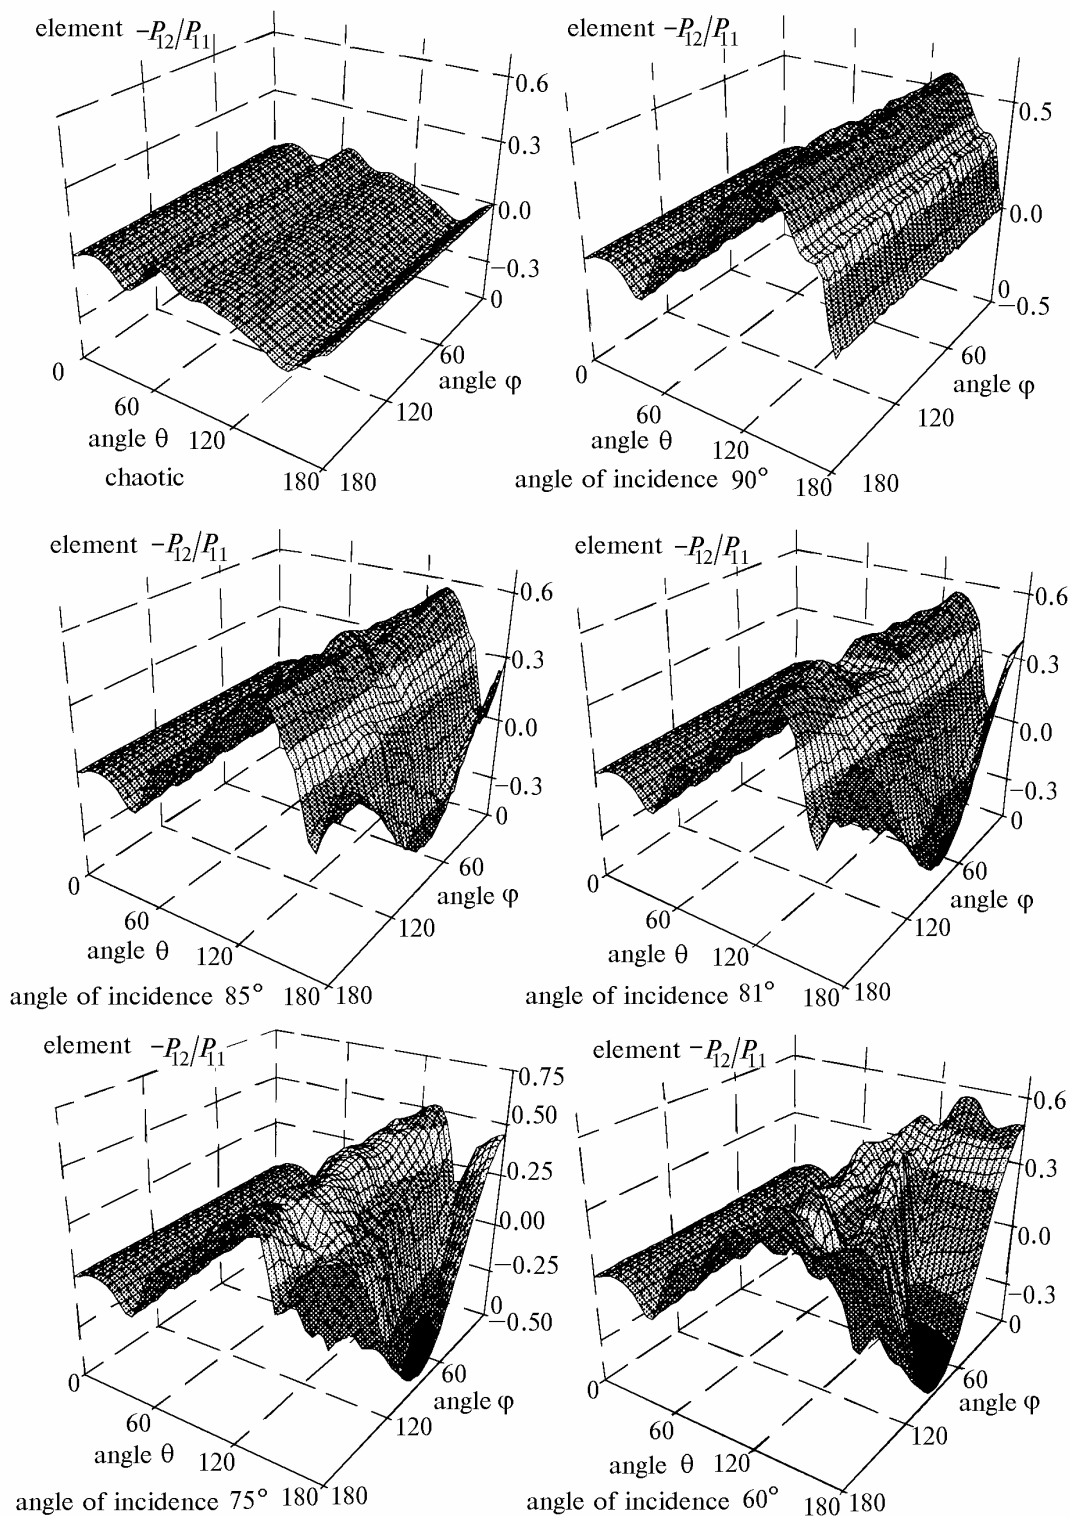 element −P12/P11
0.6
0.3
0.0
−0.3
0
60
angle φ
120
0
60
angle θ 120
chaotic 180 180
element −P12/P11
0.5
0.0
0
−0.5
60
angle φ
120
0
60
angle θ
120
angle of incidence 90° 180 180
element −P12/P11
0.6
0.3
0.0
−0.3
0
60
angle φ
120
0
60
angle θ 120
angle of incidence 85° 180 180
element −P12/P11
0.6
0.3
0.0
−0.3
0
60
angle φ
120
0
60
angle θ 120
angle of incidence 81° 180 180
element −P12/P11
0.75
0.50
0.25
0.00
−0.25
0
−0.50
60
angle φ
120
0
60
angle θ 120
angle of incidence 75° 180 180
element −P12/P11
0.6
0.3
0.0
−0.3
0
60
angle φ
120
0
60
angle θ 120
angle of incidence 60° 180 180